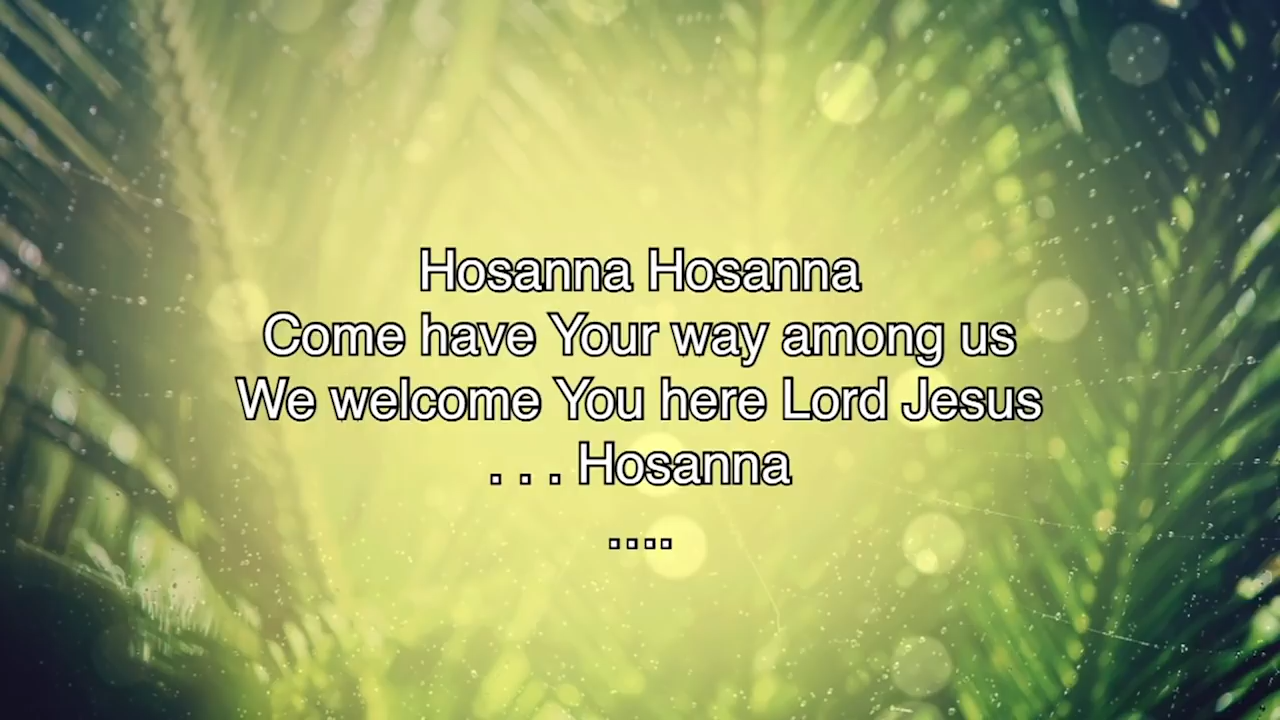 Hosanna Hosanna
Come have Your way among us
We welcome You here Lord Jesus
. . . Hosanna
....